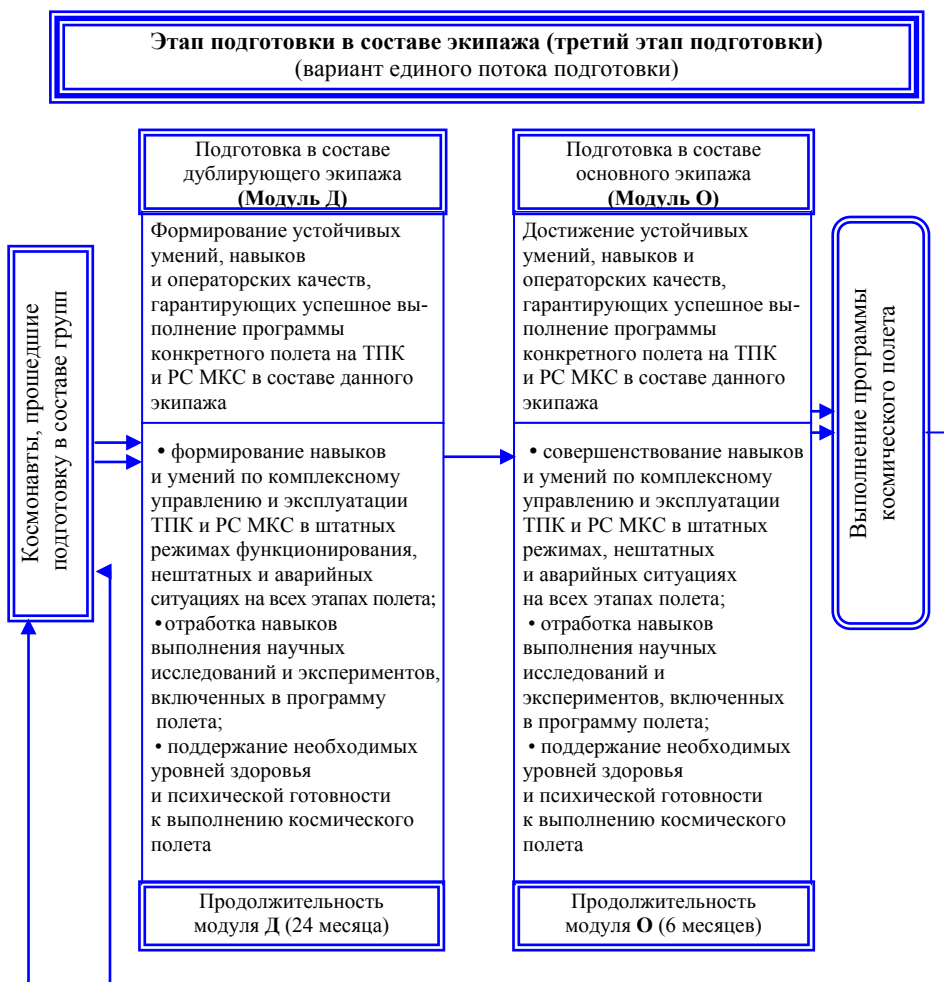 Этап подготовки в составе экипажа (третий этап подготовки)
(вариант единого потока подготовки)
Космонавты, прошедшие
подготовку в составе групп
Подготовка в составе
дублирующего экипажа
(Модуль Д)
Формирование устойчивых
умений, навыков
и операторских качеств,
гарантирующих успешное вы-
полнение программы
конкретного полета на ТПК
и РС МКС в составе данного
экипажа
• формирование навыков
и умений по комплексному
управлению и эксплуатации
ТПК и РС МКС в штатных
режимах функционирования,
нештатных и аварийных
ситуациях на всех этапах полета;
•отработка навыков
выполнения научных
исследований и экспериментов,
включенных в программу
полета;
• поддержание необходимых
уровней здоровья
и психической готовности
к выполнению космического
полета
Продолжительность
модуля Д (24 месяца)
Подготовка в составе
основного экипажа
(Модуль О)
Достижение устойчивых
умений, навыков и
операторских качеств,
гарантирующих успешное вы-
полнение программы
конкретного полета на ТПК
и РС МКС в составе данного
экипажа
• совершенствование навыков
и умений по комплексному
управлению и эксплуатации
ТПК и РС МКС в штатных
режимах, нештатных
и аварийных ситуациях
на всех этапах полета;
• отработка навыков
выполнения научных
исследований и
экспериментов, включенных
в программу полета;
• поддержание необходимых
уровней здоровья
и психической готовности
к выполнению космического
полета
Продолжительность
модуля О (6 месяцев)
Выполнение программы
космического полета